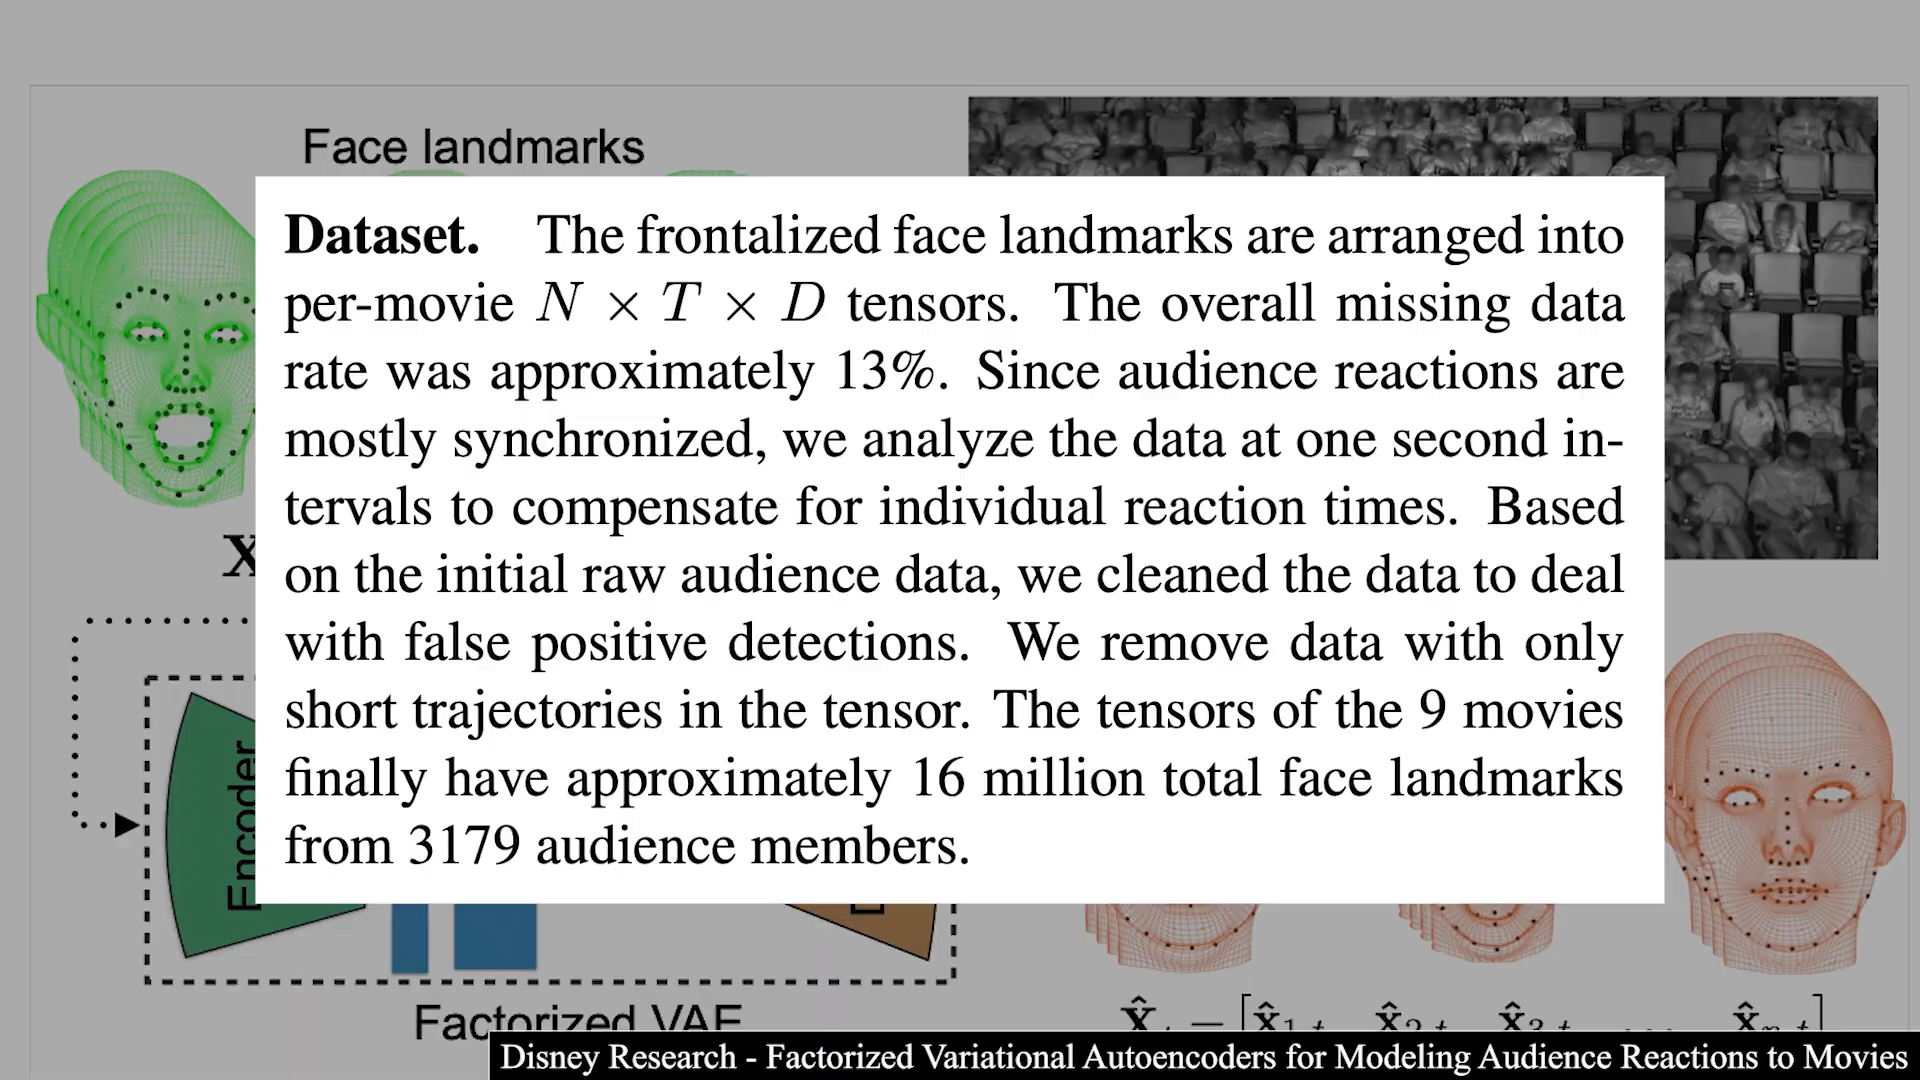 Face landmarks
Dataset. The frontalized face landmarks are arranged into
per-movie N × T × D tensors. The overall missing data
rate was approximately 13%. Since audience reactions are
mostly synchronized, we analyze the data at one second in-
tervals to compensate for individual reaction times. Based
on the initial raw audience data, we cleaned the data to deal
with false positive detections. We remove data with only
short trajectories in the tensor. The tensors of the 9 movies
finally have approximately 16 million total face landmarks
from 3179 audience members.
X
Encoder
Factorized VAE
Disney Research - Factorized Variational Autoencoders for Modeling Audience Reactions to Movies